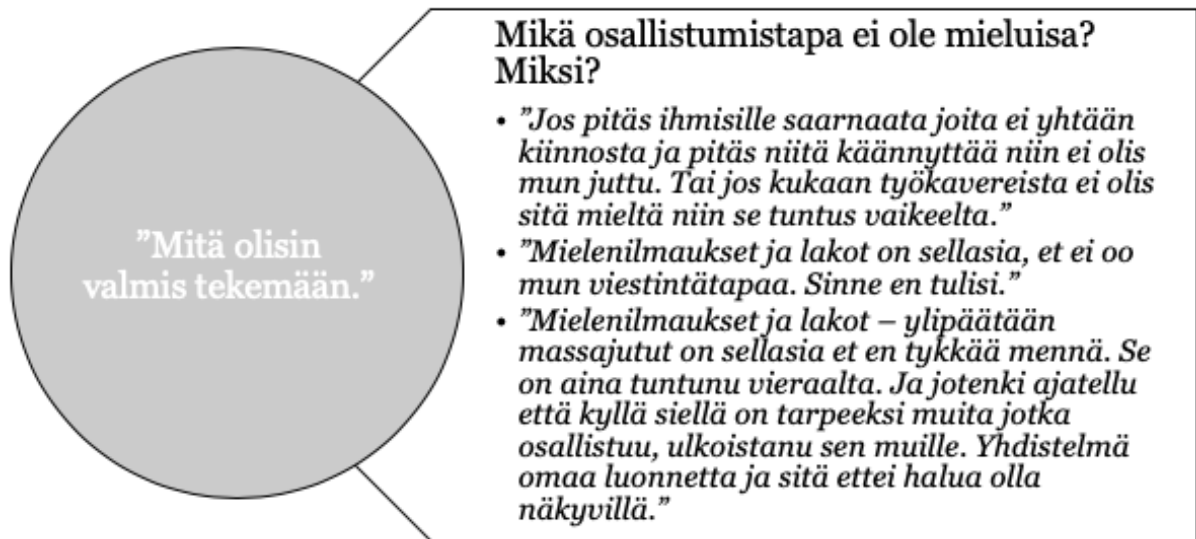 Mikä osallistumistapa ei ole mieluisa?
Miksi?
• ”Jos pitäs ihmisille saarnaata joita ei yhtään
kiinnosta ja pitäs niitä käännyttää niin ei olis
mun juttu. Tai jos kukaan työkavereista ei olis
sitä mieltä niin se tuntus vaikeelta.”
• ”Mielenilmaukset ja lakot on sellasia, et ei oo
mun viestintätapaa. Sinne en tulisi.”
• ”Mielenilmaukset ja lakot – ylipäätään
massajutut on sellasia et en tykkää mennä. Se
on aina tuntunu vieraalta. Ja jotenki ajatellu
että kyllä siellä on tarpeeksi muita jotka
osallistuu, ulkoistanu sen muille. Yhdistelmä
omaa luonnetta ja sitä ettei halua olla
näkyvillä.”
”Mitä olisin
valmis tekemään.”